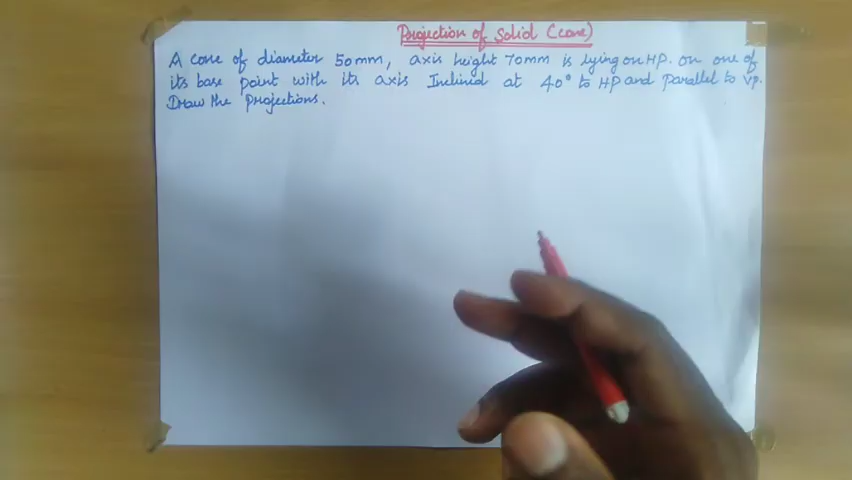 Projection of Solid (cone)
A cone of diameter 50mm, axis height 70mm is lying on HP. on one of
its base point with its axis Inclined at 40° to HP and parallel to VP.
Draw the Projections.